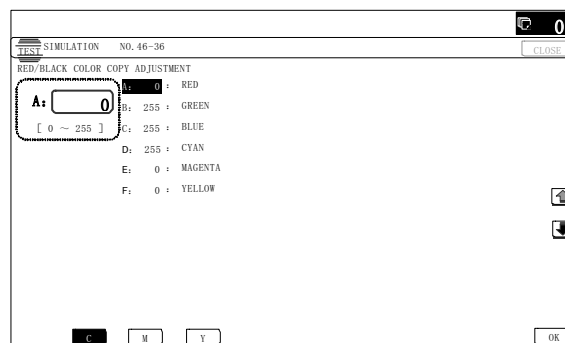 0
TEST SIMULATION NO.46-36
CLOSE
RED/BLACK COLOR COPY ADJUSTMENT
A: 0
[ 0 ～ 255 ]
A: 0 : RED
B: 255 : GREEN
C: 255 : BLUE
D: 255 : CYAN
E: 0 : MAGENTA
F: 0 : YELLOW
C M Y OK